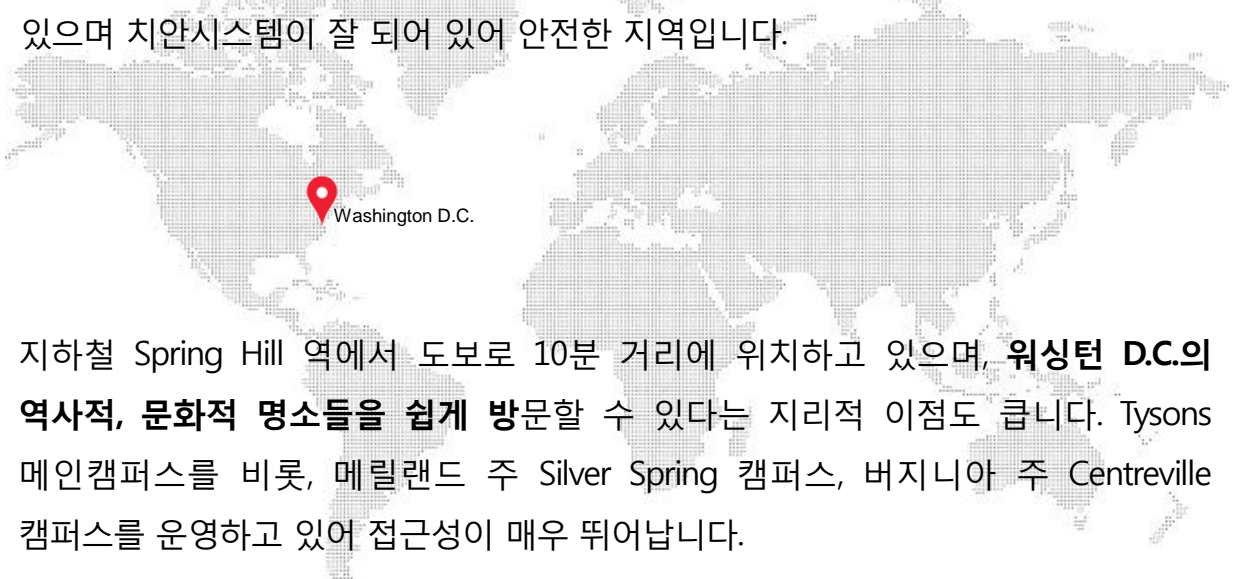 있으며 치안시스템이 잘 되어 있어 안전한 지역입니다.
Washington D.C.
지하철 Spring Hill 역에서 도보로 10분 거리에 위치하고 있으며, 워싱턴 D.C.의
역사적, 문화적 명소들을 쉽게 방문할 수 있다는 지리적 이점도 큽니다. Tysons
메인캠퍼스를 비롯, 메릴랜드 주 Silver Spring 캠퍼스, 버지니아 주 Centreville
캠퍼스를 운영하고 있어 접근성이 매우 뛰어납니다.